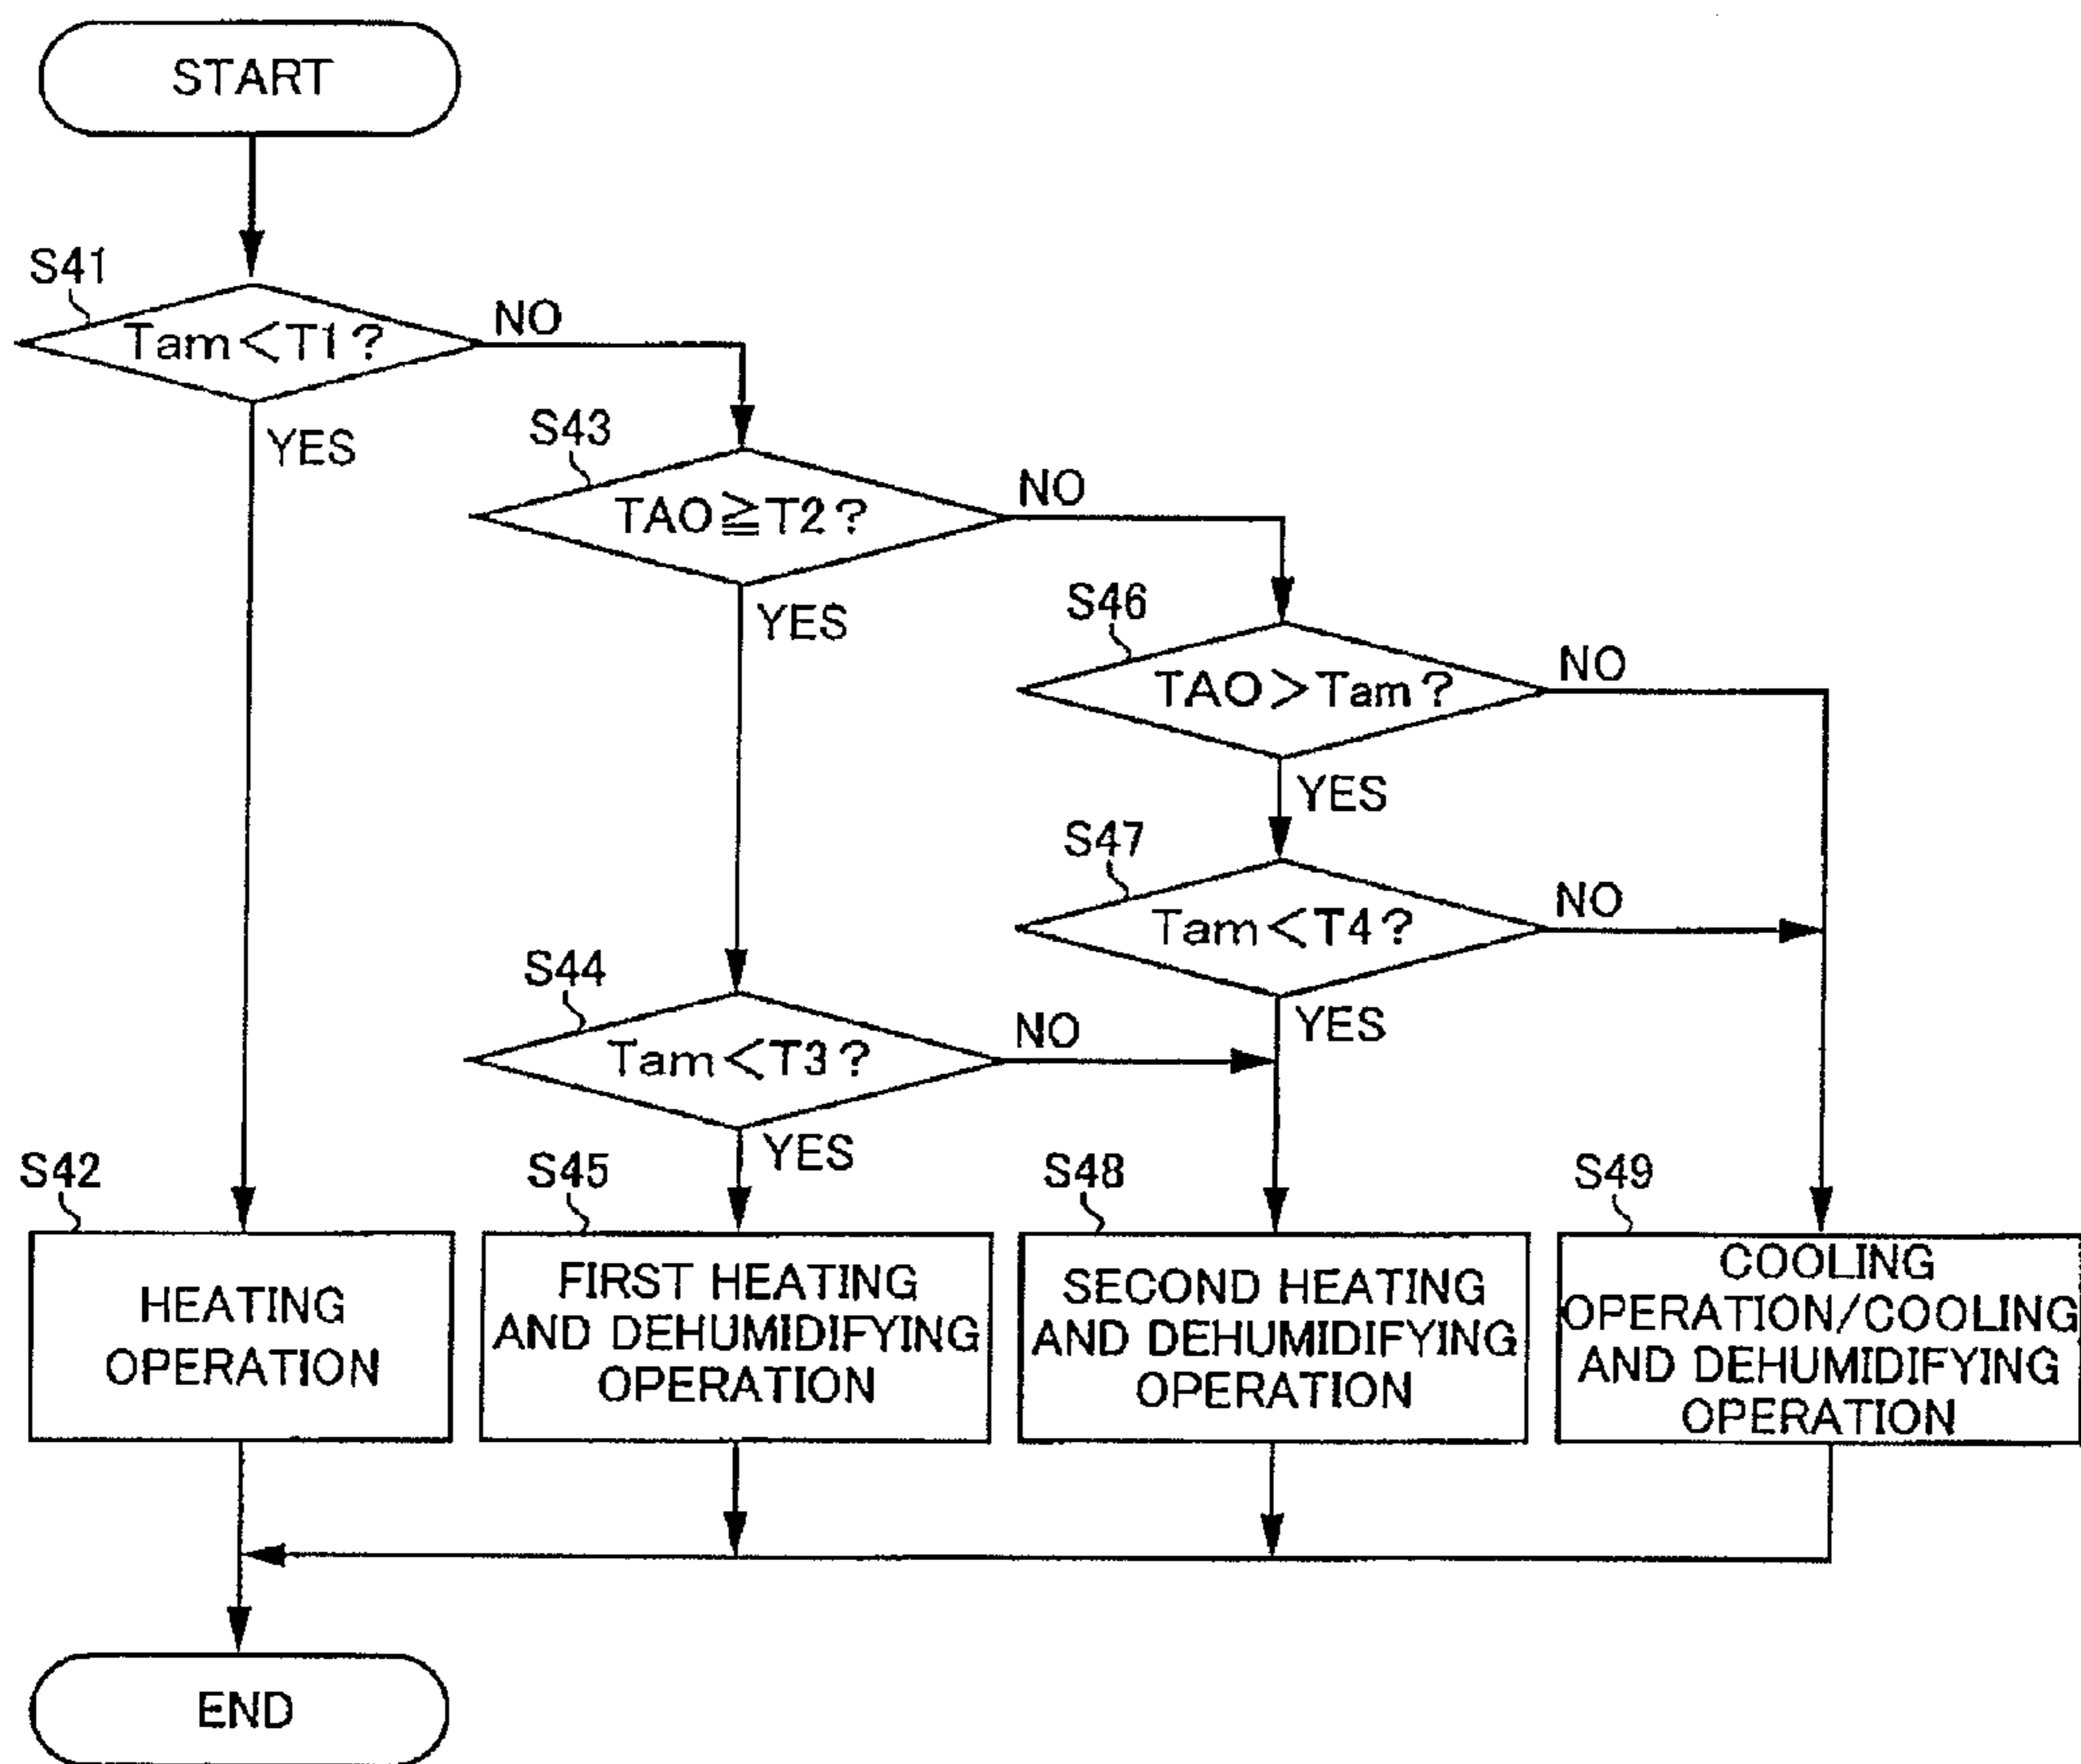 START
S41
Tam<T1?
NO
YES
S43
TAO≧T2?
NO
YES
S46
TAO>Tam?
NO
YES
S47
Tam<T4?
NO
YES
S44
Tam<T3?
NO
YES
S42
HEATING
OPERATION
S45
FIRST HEATING
AND DEHUMIDIFYING
OPERATION
S48
SECOND HEATING
AND DEHUMIDIFYING
OPERATION
S49
COOLING
OPERATION/COOLING
AND DEHUMIDIFYING
OPERATION
END